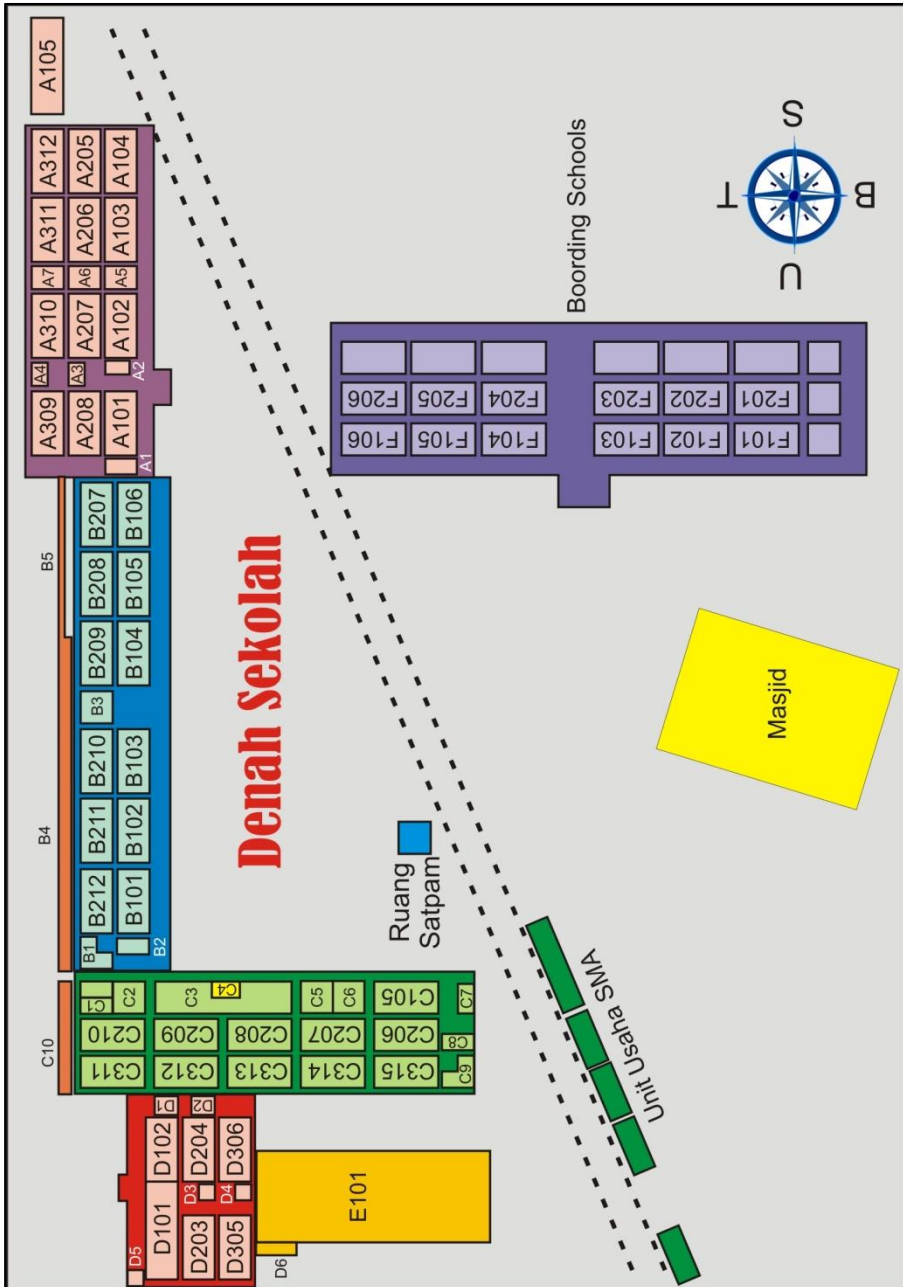 Denah Sekolah
A105
A312
A205
A104
A311
A206
A103
A7
A6
A5
A310
A207
A102
A4
A3
A2
A309
A208
A101
A1
B5
B207
B106
B208
B105
B209
B104
B3
B4
B210
B103
B211
B102
B212
B101
B1
B2
C10
C1
C2
C3
C4
C5
C6
C105
C7
C210
C209
C208
C207
C206
C8
C311
C312
C313
C314
C315
C9
D1
D2
D102
D204
D306
D3
D4
D101
D203
D305
D5
D6
E101
Ruang
Satpam
Unit Usaha SMA
Masjid
Boording Schools
F206
F205
F204
F203
F202
F201
F106
F105
F104
F103
F102
F101
S
T
B
U